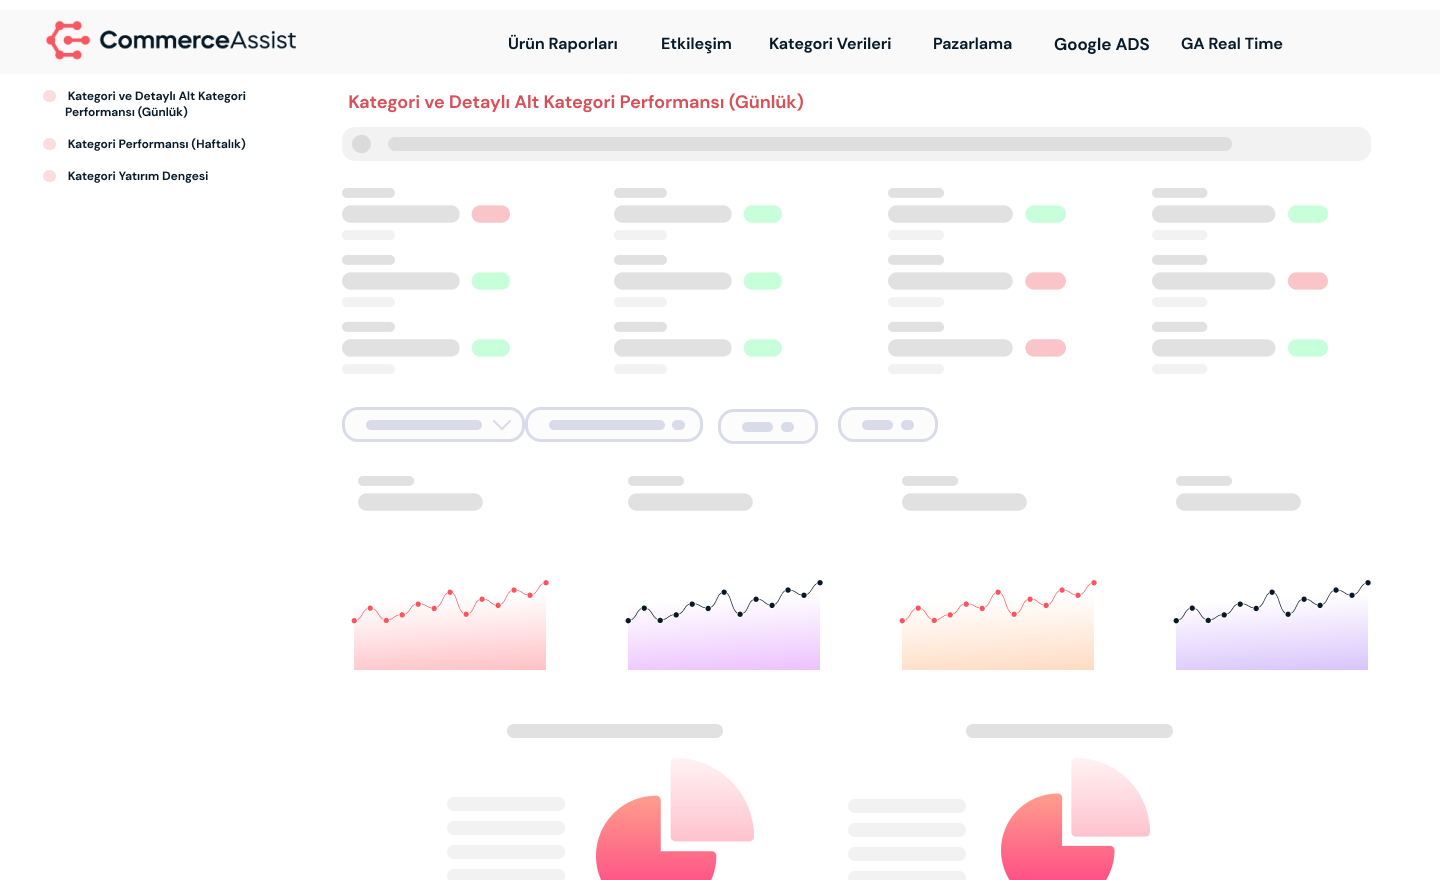 CommerceAssist
Ürün Raporları
Etkileşim
Kategori Verileri
Pazarlama
Google ADS
GA Real Time
Kategori ve Detaylı Alt Kategori
Performansı (Günlük)
Kategori Performansı (Haftalık)
Kategori Yatırım Dengesi
Kategori ve Detaylı Alt Kategori Performansı (Günlük)